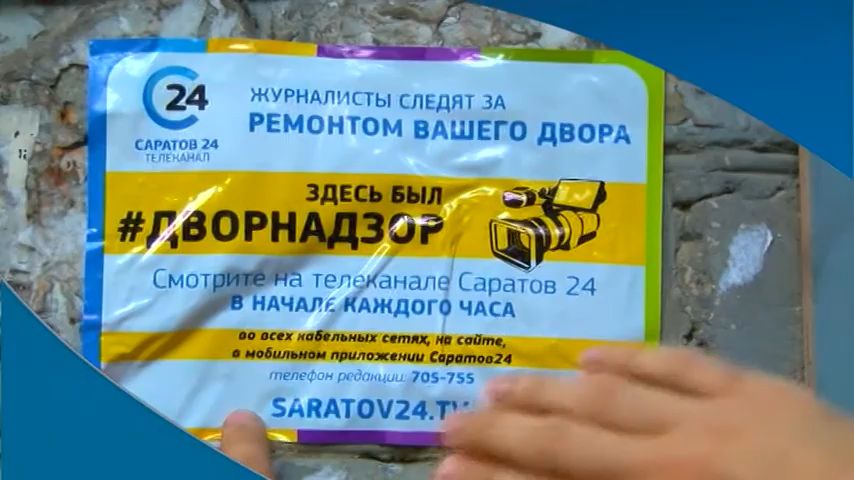 24
САРАТОВ 24
ТЕЛЕКАНАЛ
ЖУРНАЛИСТЫ СЛЕДЯТ ЗА
РЕМОНТОМ ВАШЕГО ДВОРА
ЗДЕСЬ БЫЛ
#ДВОРНАДЗОР
Смотрите на телеканале Саратов 24
В НАЧАЛЕ КАЖДОГО ЧАСА
во всех кабельных сетях, на сайте,
в мобильном приложении Саратов24
телефон редакции: 705-755
SARATOV24.TV